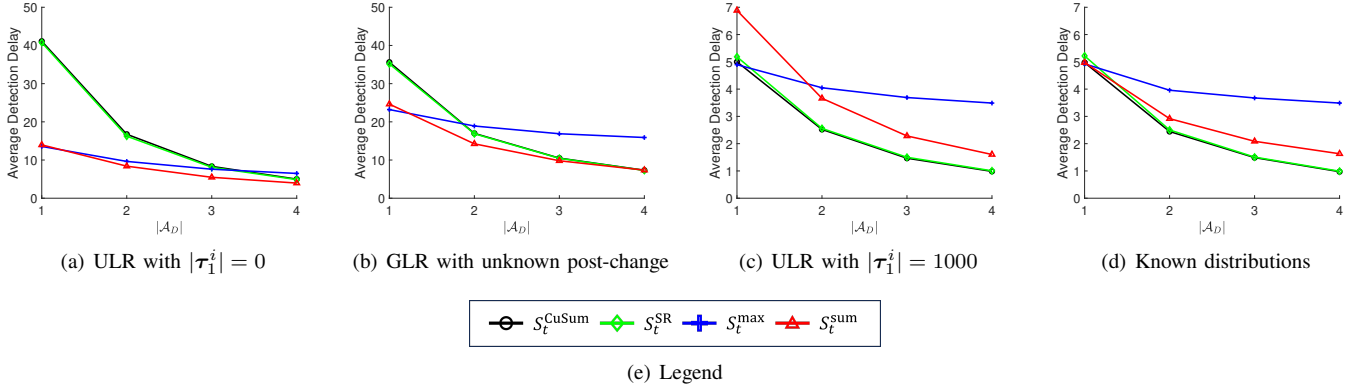 50
40
30
20
10
0
Average Detection Delay
1 2 3 4
|𝒜_D|
(a) ULR with |τ₁ⁱ| = 0
50
40
30
20
10
0
Average Detection Delay
1 2 3 4
|𝒜_D|
(b) GLR with unknown post-change
7
6
5
4
3
2
1
0
Average Detection Delay
1 2 3 4
|𝒜_D|
(c) ULR with |τ₁ⁱ| = 1000
7
6
5
4
3
2
1
0
Average Detection Delay
1 2 3 4
|𝒜_D|
(d) Known distributions
S_t^CuSum S_t^SR S_t^max S_t^sum
(e) Legend